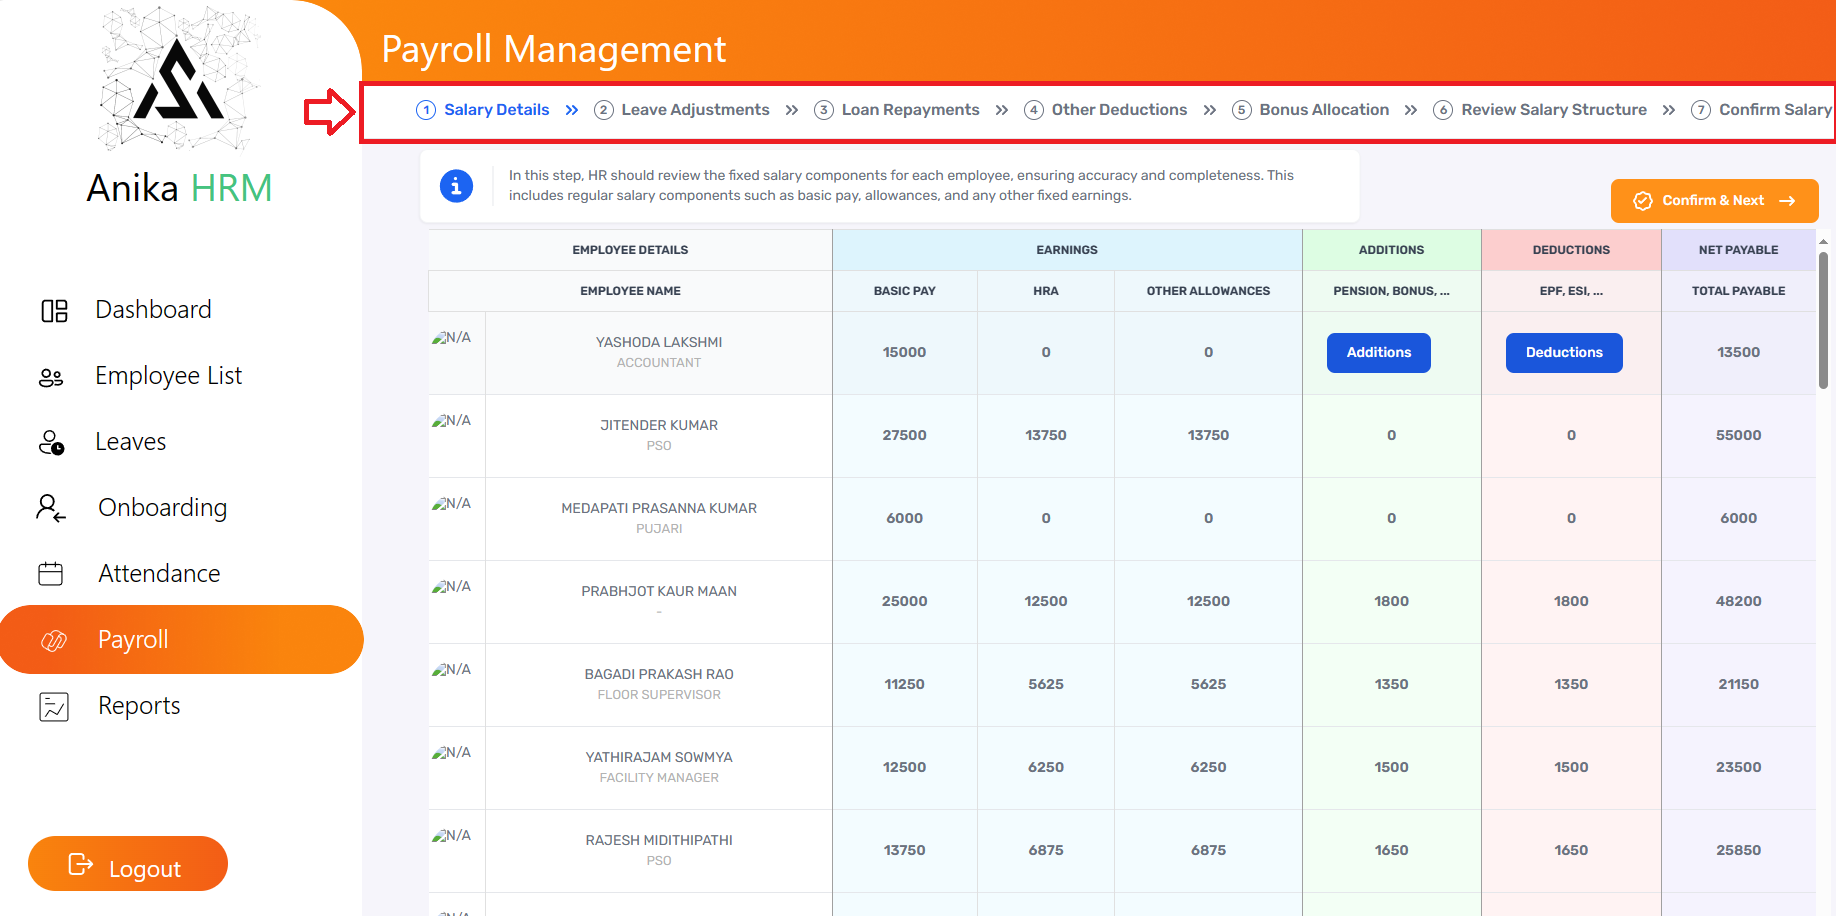 Payroll Management
1 Salary Details » 2 Leave Adjustments » 3 Loan Repayments » 4 Other Deductions » 5 Bonus Allocation » 6 Review Salary Structure » 7 Confirm Salary
Anika HRM
Dashboard
Employee List
Leaves
Onboarding
Attendance
Payroll
Reports
Logout
In this step, HR should review the fixed salary components for each employee, ensuring accuracy and completeness. This
includes regular salary components such as basic pay, allowances, and any other fixed earnings.
Confirm & Next →
EMPLOYEE DETAILS EARNINGS ADDITIONS DEDUCTIONS NET PAYABLE
EMPLOYEE NAME BASIC PAY HRA OTHER ALLOWANCES PENSION, BONUS, ... EPF, ESI, ... TOTAL PAYABLE
N/A YASHODA LAKSHMI 15000 0 0 Additions Deductions 13500
ACCOUNTANT
N/A JITENDER KUMAR 27500 13750 13750 0 0 55000
PSO
N/A MEDAPATI PRASANNA KUMAR 6000 0 0 0 0 6000
PUJARI
N/A PRABHJOT KAUR MAAN 25000 12500 12500 1800 1800 48200
-
N/A BAGADI PRAKASH RAO 11250 5625 5625 1350 1350 21150
FLOOR SUPERVISOR
N/A YATHIRAJAM SOWMYA 12500 6250 6250 1500 1500 23500
FACILITY MANAGER
N/A RAJESH MIDITHIPATHI 13750 6875 6875 1650 1650 25850
PSO